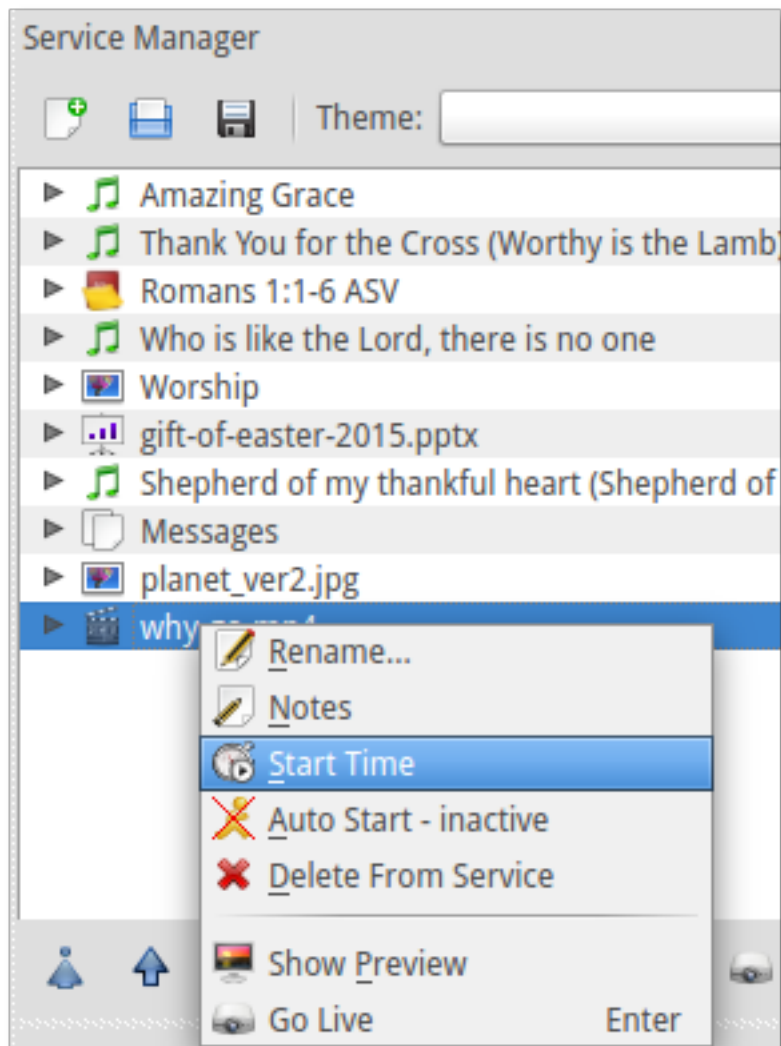 Service Manager
Theme:
Amazing Grace
Thank You for the Cross (Worthy is the Lamb)
Romans 1:1-6 ASV
Who is like the Lord, there is no one
Worship
gift-of-easter-2015.pptx
Shepherd of my thankful heart (Shepherd of
Messages
planet_ver2.jpg
why
Rename...
Notes
Start Time
Auto Start - inactive
Delete From Service
Show Preview
Go Live Enter